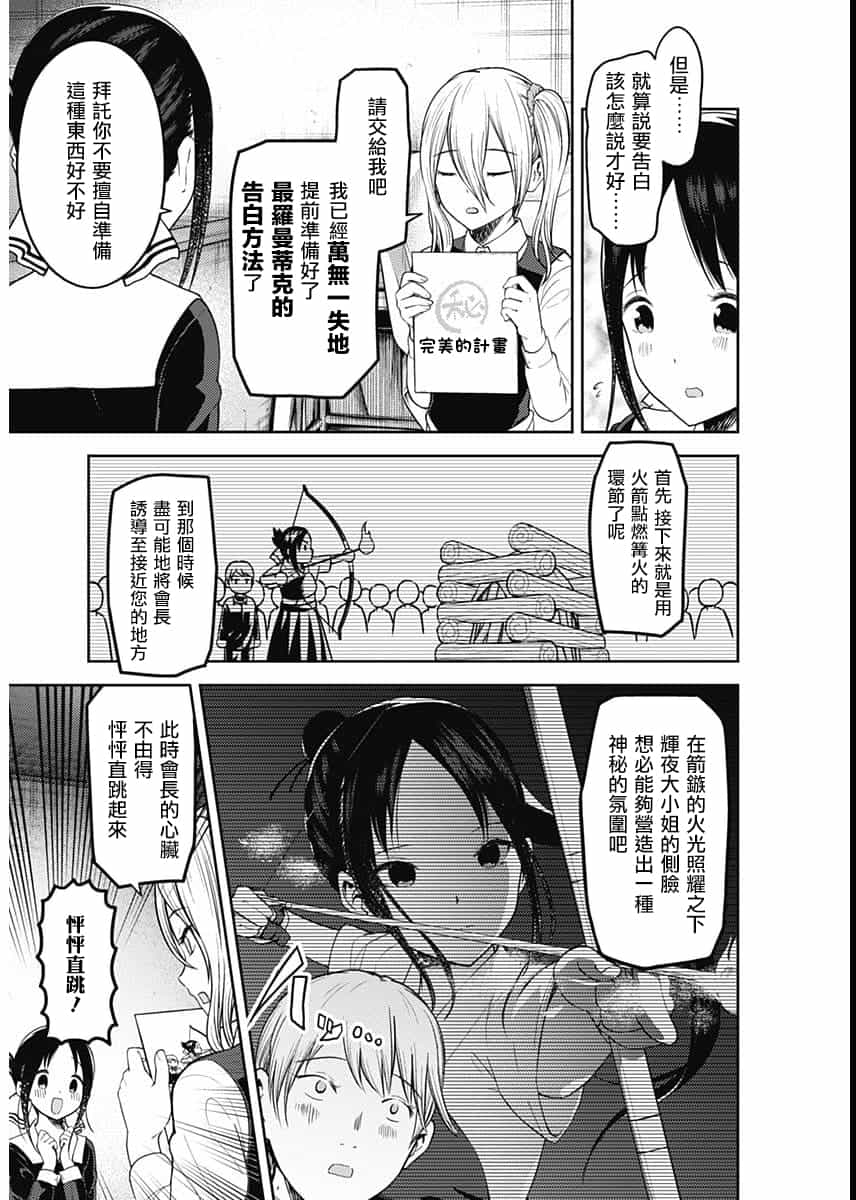 但是……
就算說要告白
該怎麼說才好……
請交給我吧
我已經萬無一失地
提前準備好了
最羅曼蒂克的
告白方法了
秘
完美的計畫
拜託你不要擅自準備
這種東西好不好
首先 接下來就是用
火箭點燃篝火的
環節了呢
到那個時候
盡可能地將會長
誘導至接近您的地方
在箭鏃的火光照耀之下
輝夜大小姐的側臉
想必能夠營造出一種
神秘的氛圍吧
此時會長的心臟
不由得
怦怦直跳起來
怦怦直跳!